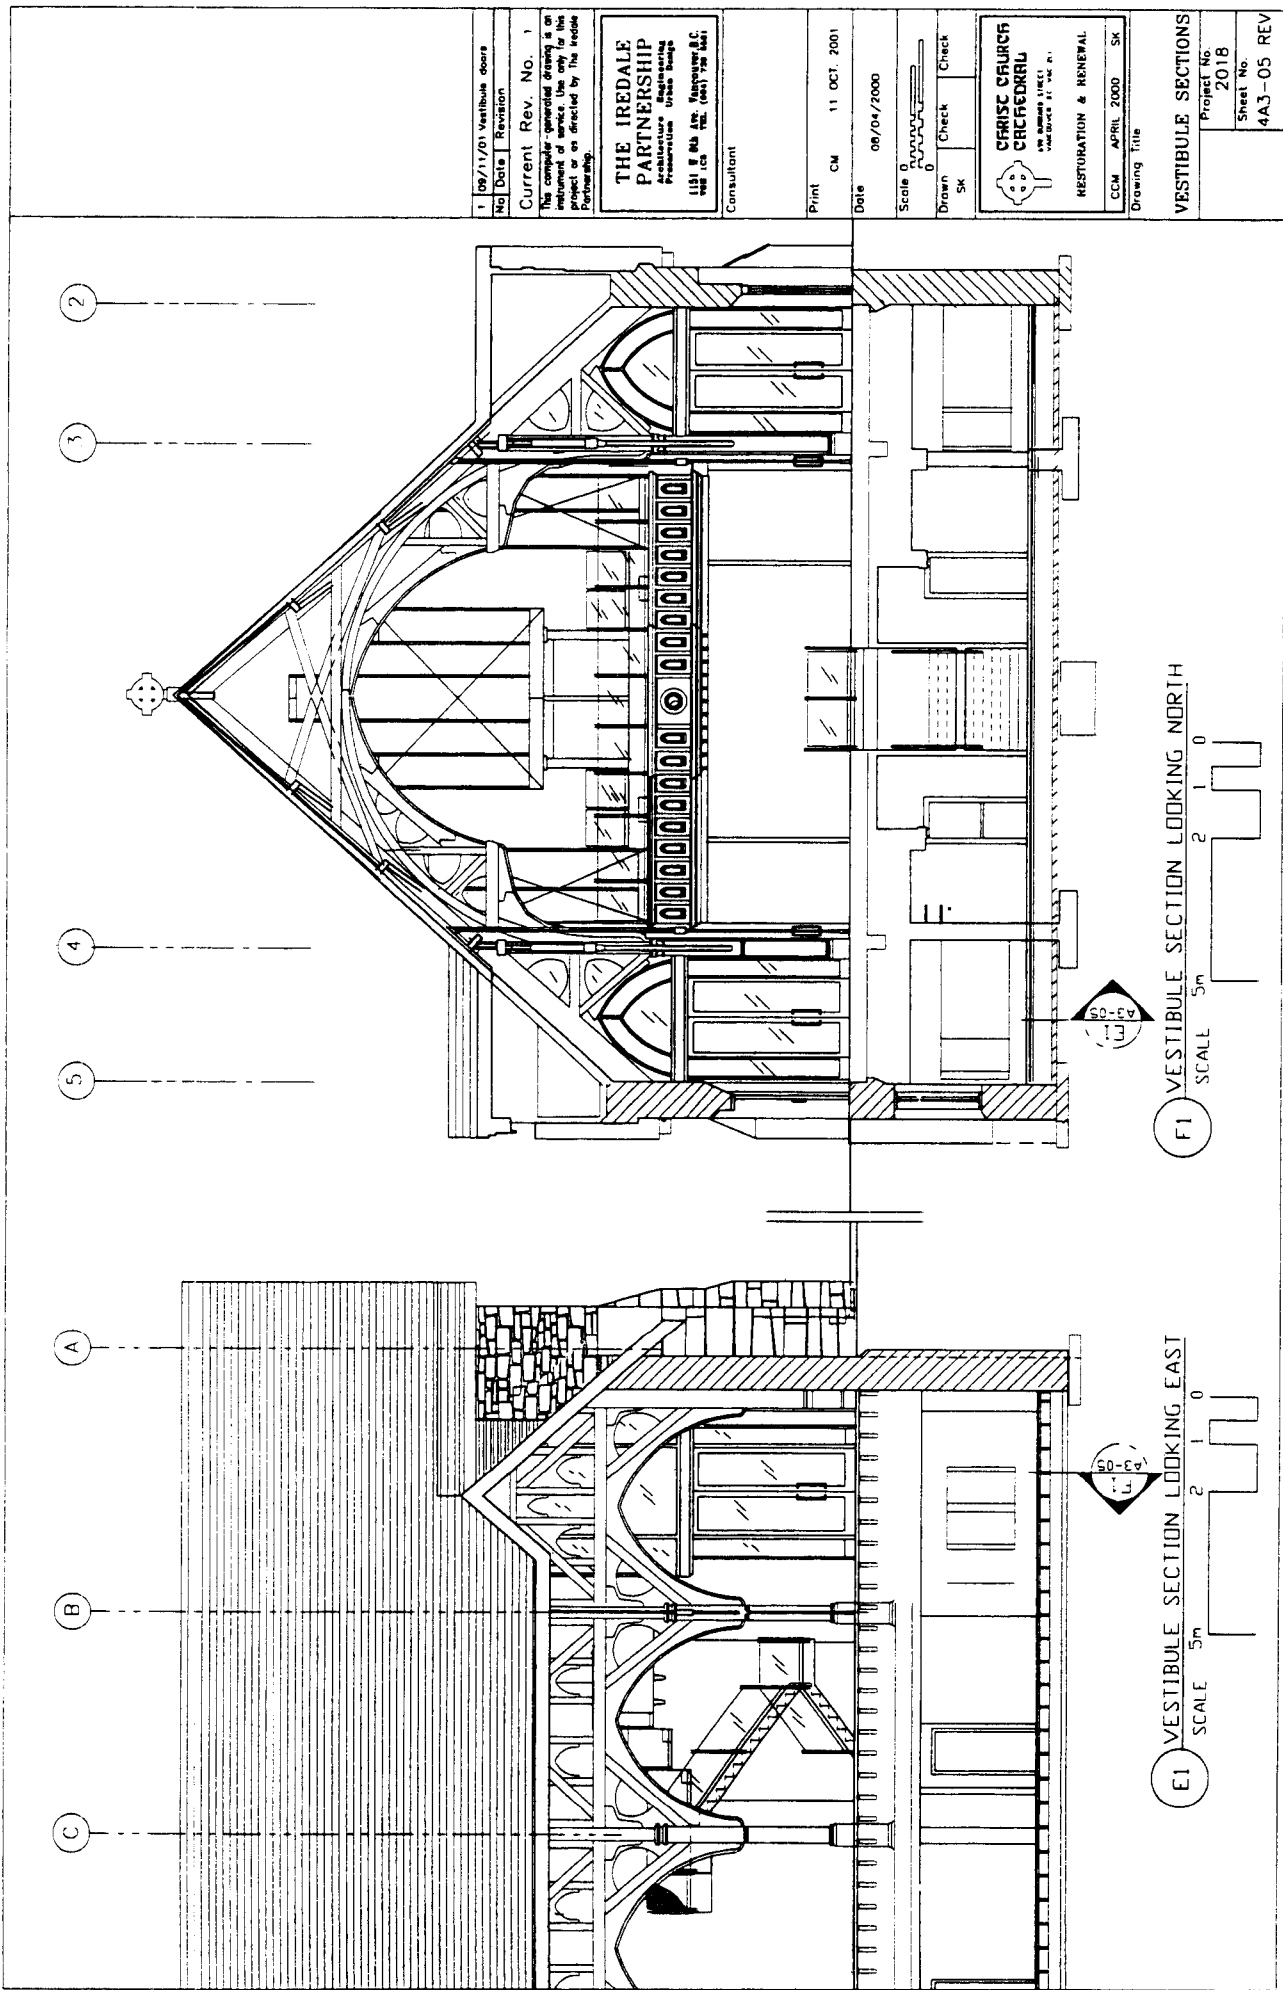 2
3
4
5
A
B
C
F1
VESTIBULE SECTION LOOKING NORTH
SCALE 5m 2 1 0
E1
A3-05
E1
VESTIBULE SECTION LOOKING EAST
SCALE 5m 2 1 0
A3-05
1 09/11/01 Vestibule doors
No Date Revision
Current Rev. No. 1
This computer-generated drawing is an
instrument of service. Use only for this
project or as directed by The Iredale
Partnership.
THE IREDALE
PARTNERSHIP
Architecture Engineering
Preservation Urban Design
Consultant
Print
CM 11 OCT. 2001
Date
08/04/2000
Scale 0
0
Drawn Check Check
SK
CHRIST CHURCH
CATHEDRAL
RESTORATION & RENEWAL
CCM APRIL 2000 SK
Drawing Title
VESTIBULE SECTIONS
Project No.
2018
Sheet No.
4A3-05 REV